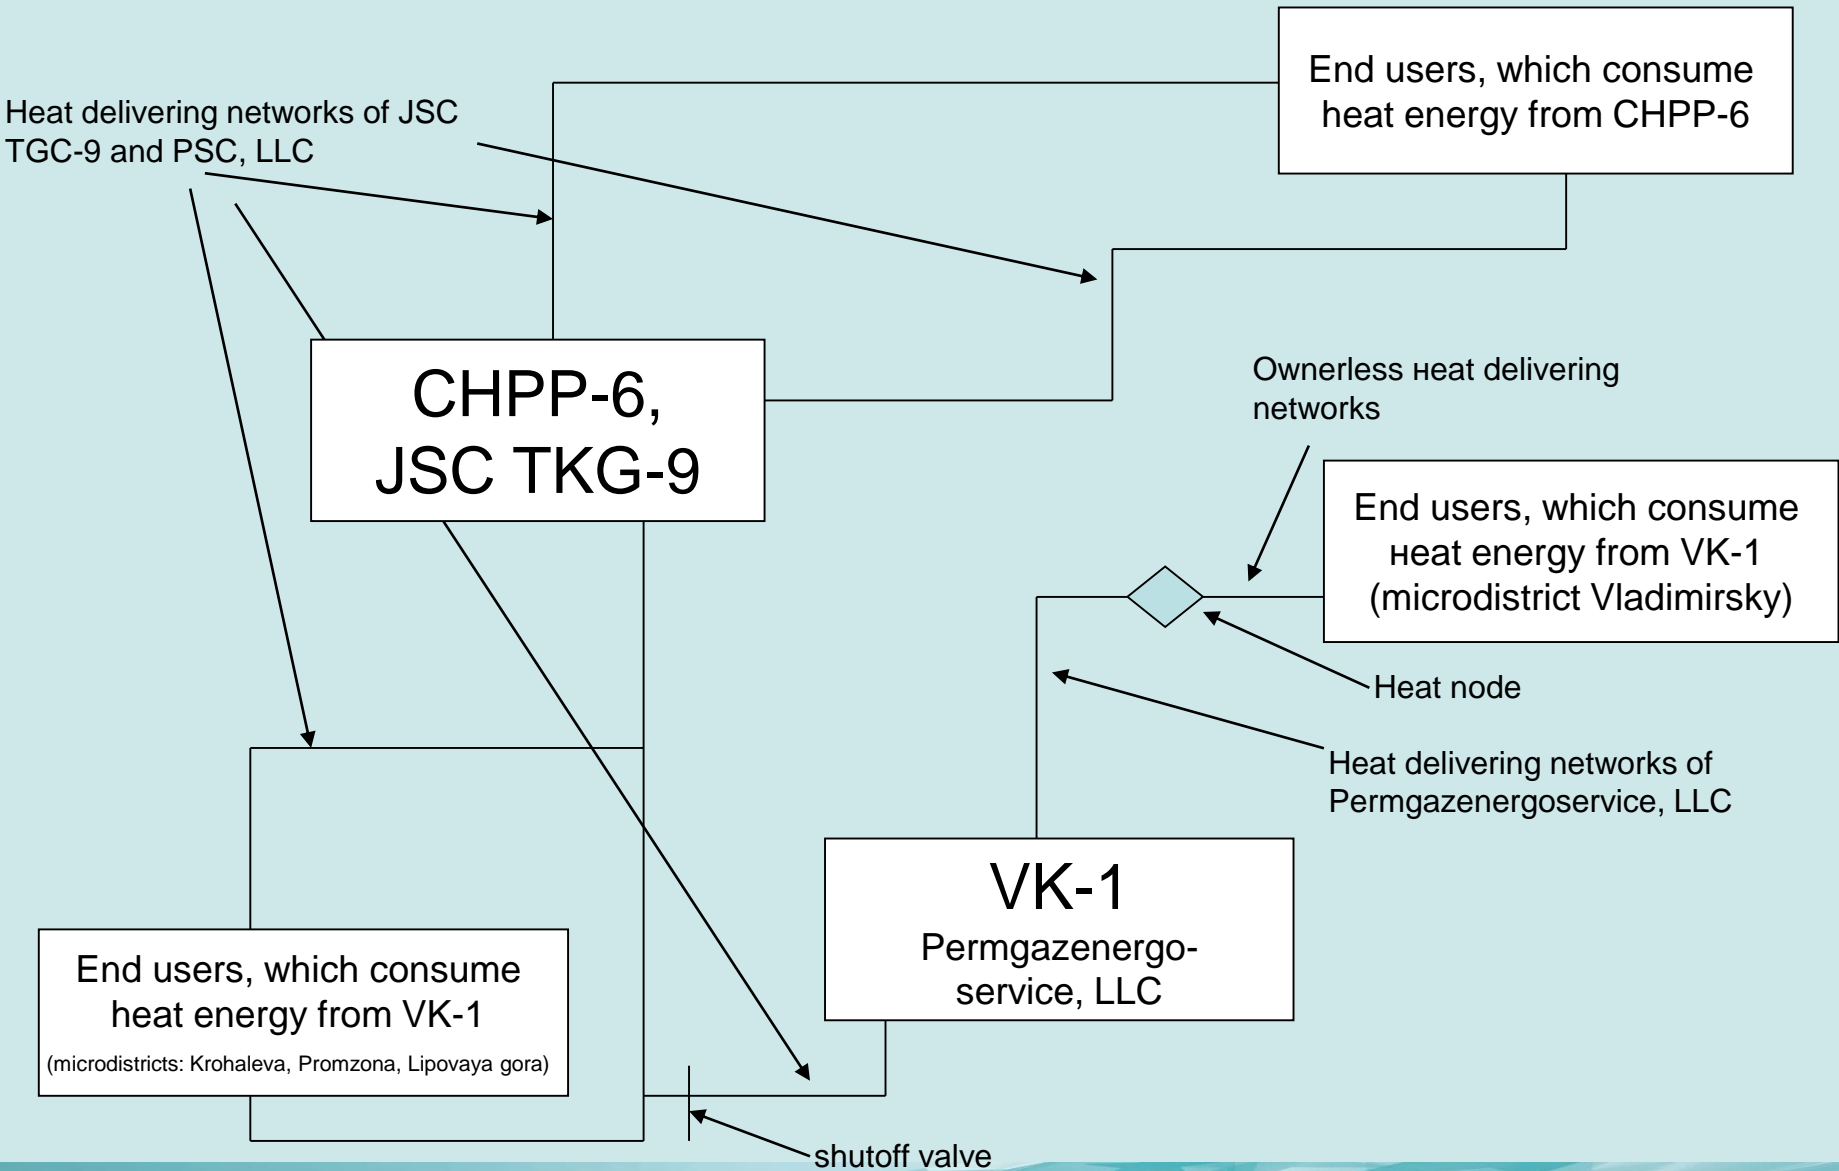 End users, which consume
heat energy from CHPP-6
Heat delivering networks of JSC
TGC-9 and PSC, LLC
CHPP-6,
JSC TKG-9
Ownerless нeat delivering
networks
End users, which consume
нeat energy from VK-1
(microdistrict Vladimirsky)
Heat node
Heat delivering networks of
Permgazenergoservice, LLC
VK-1
Permgazenergo-
service, LLC
End users, which consume
heat energy from VK-1
(microdistricts: Krohaleva, Promzona, Lipovaya gora)
shutoff valve